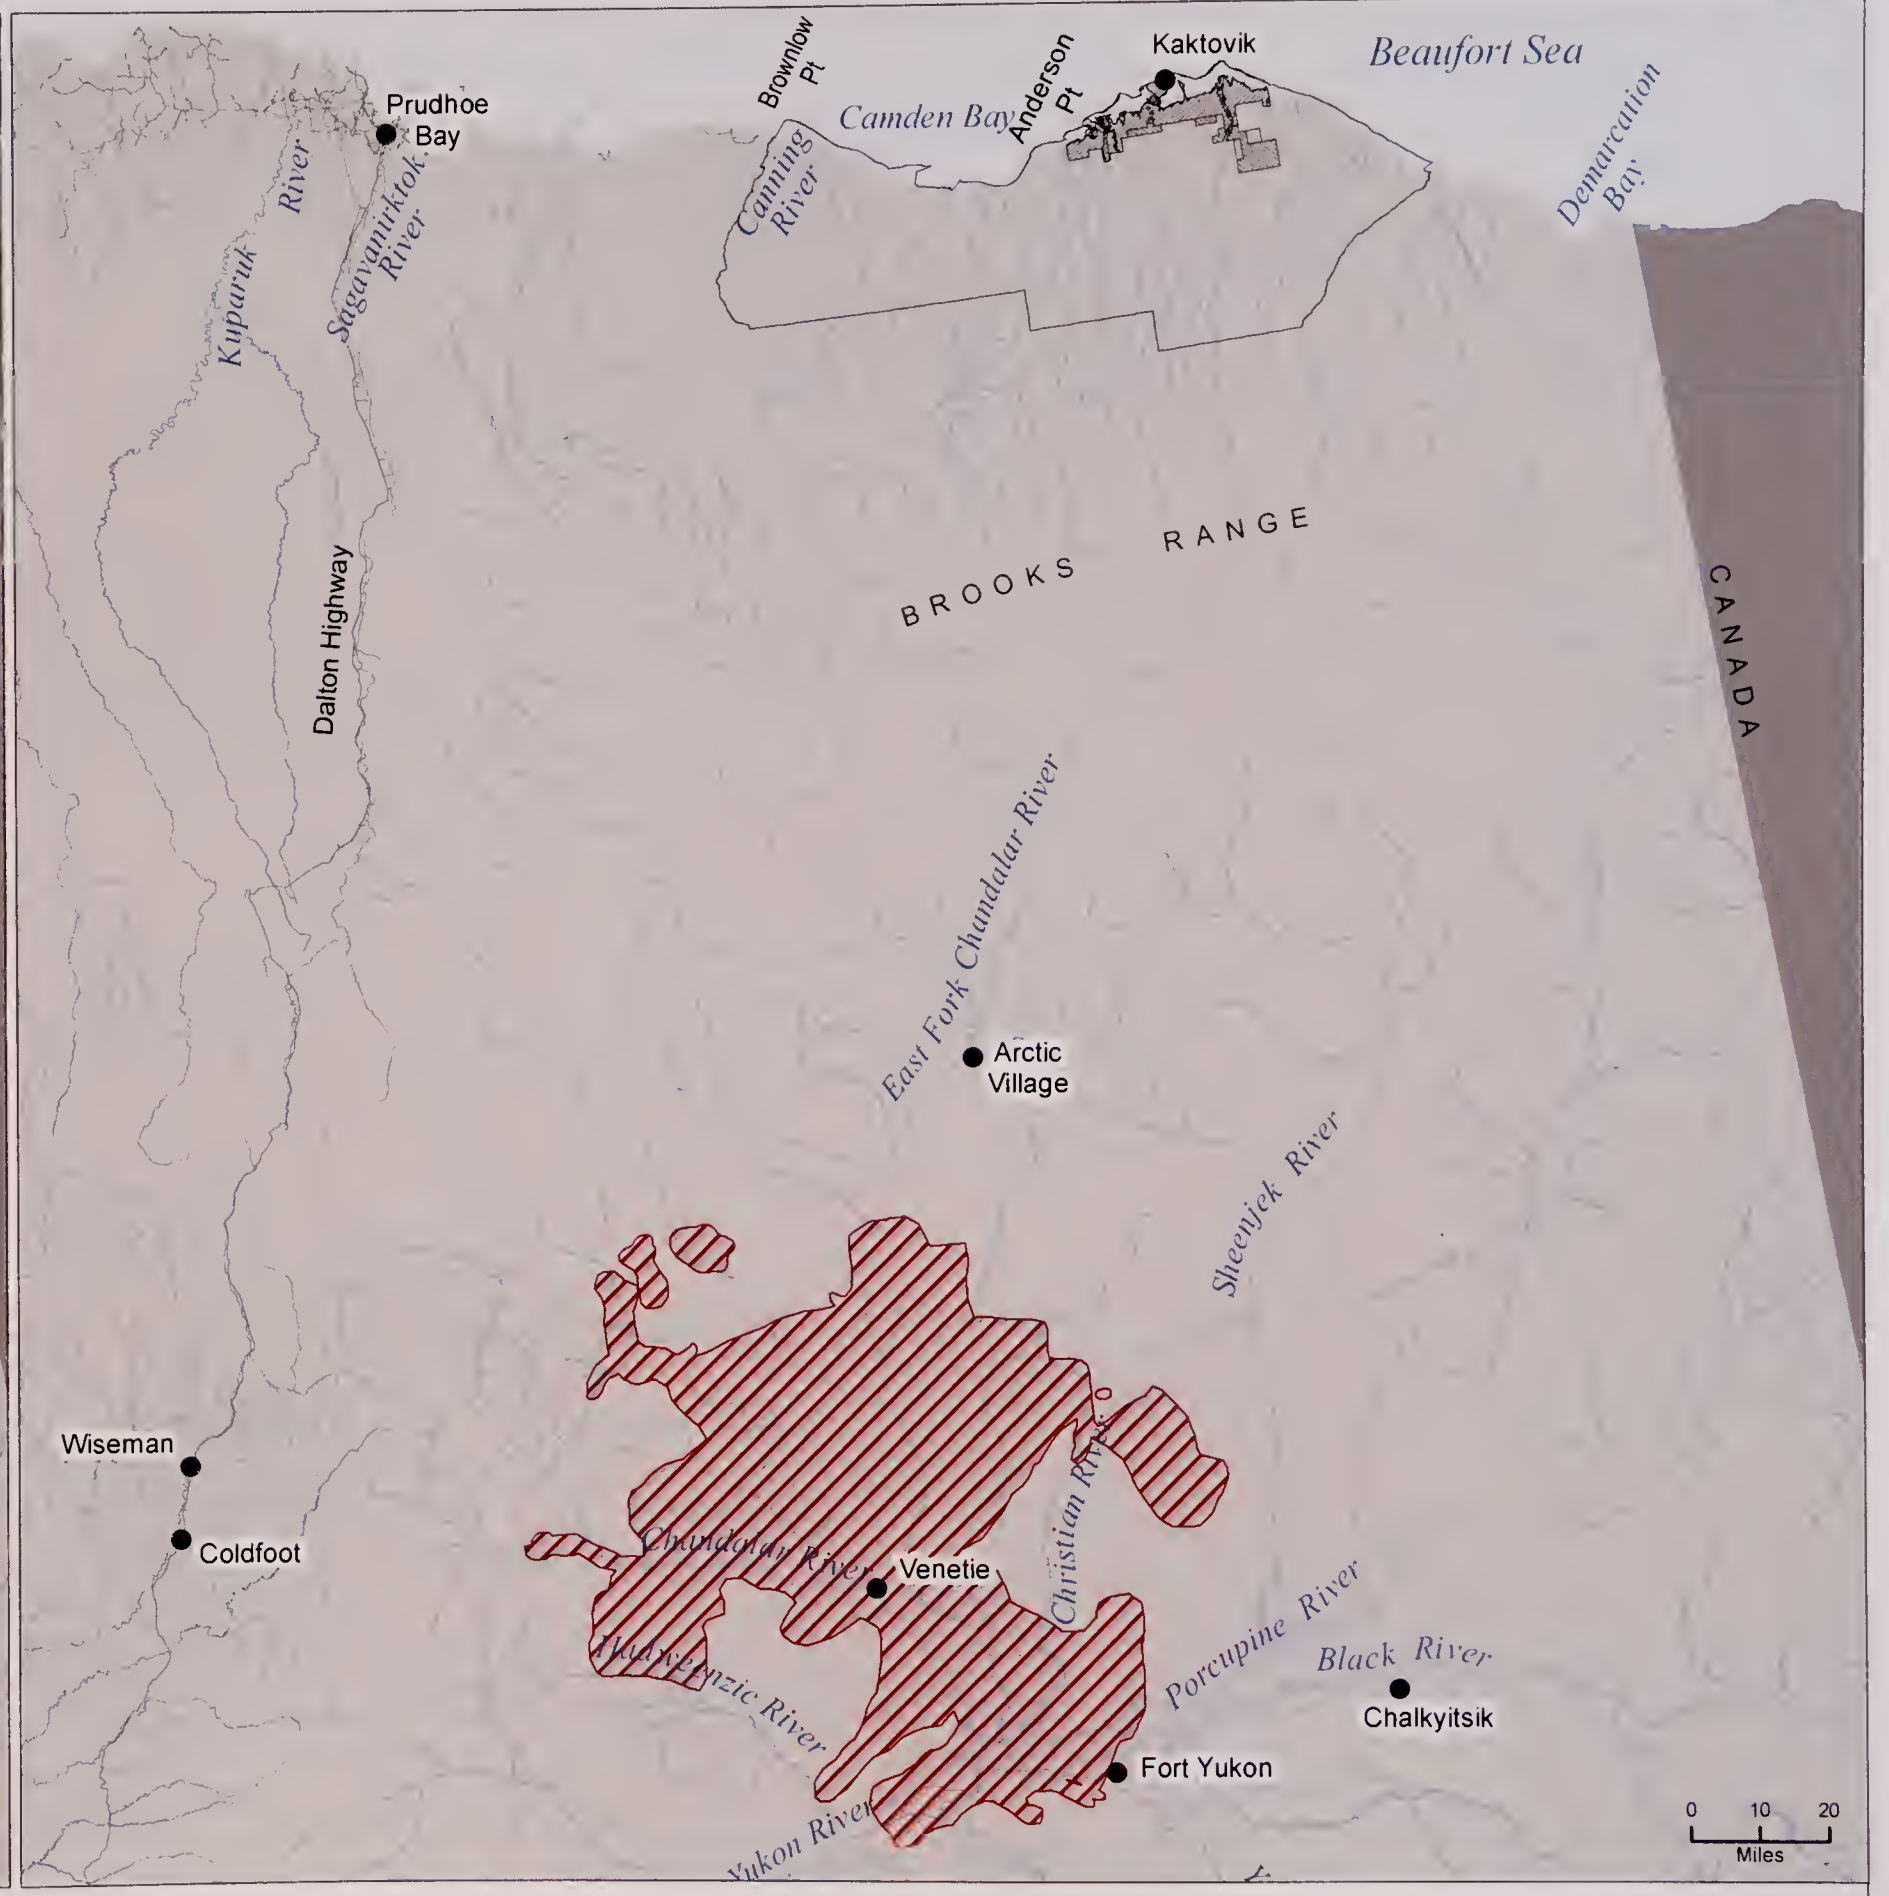 Brownlow
Pt
Anderson
Pt
Kaktovik
Beaufort Sea
Prudhoe
Bay
Camden Bay
Demarcation
Bay
Canning
River
River
Kuparuk
Sagavanirktok
River
BROOKS RANGE
CANADA
Dalton Highway
East Fork Chandalar River
Arctic
Village
Sheenjek River
Wiseman
Coldfoot
Chandalar River
Venetie
Christian River
Hadweenzic River
Porcupine River
Black River
Chalkyitsik
Fort Yukon
Yukon River
0 10 20
Miles